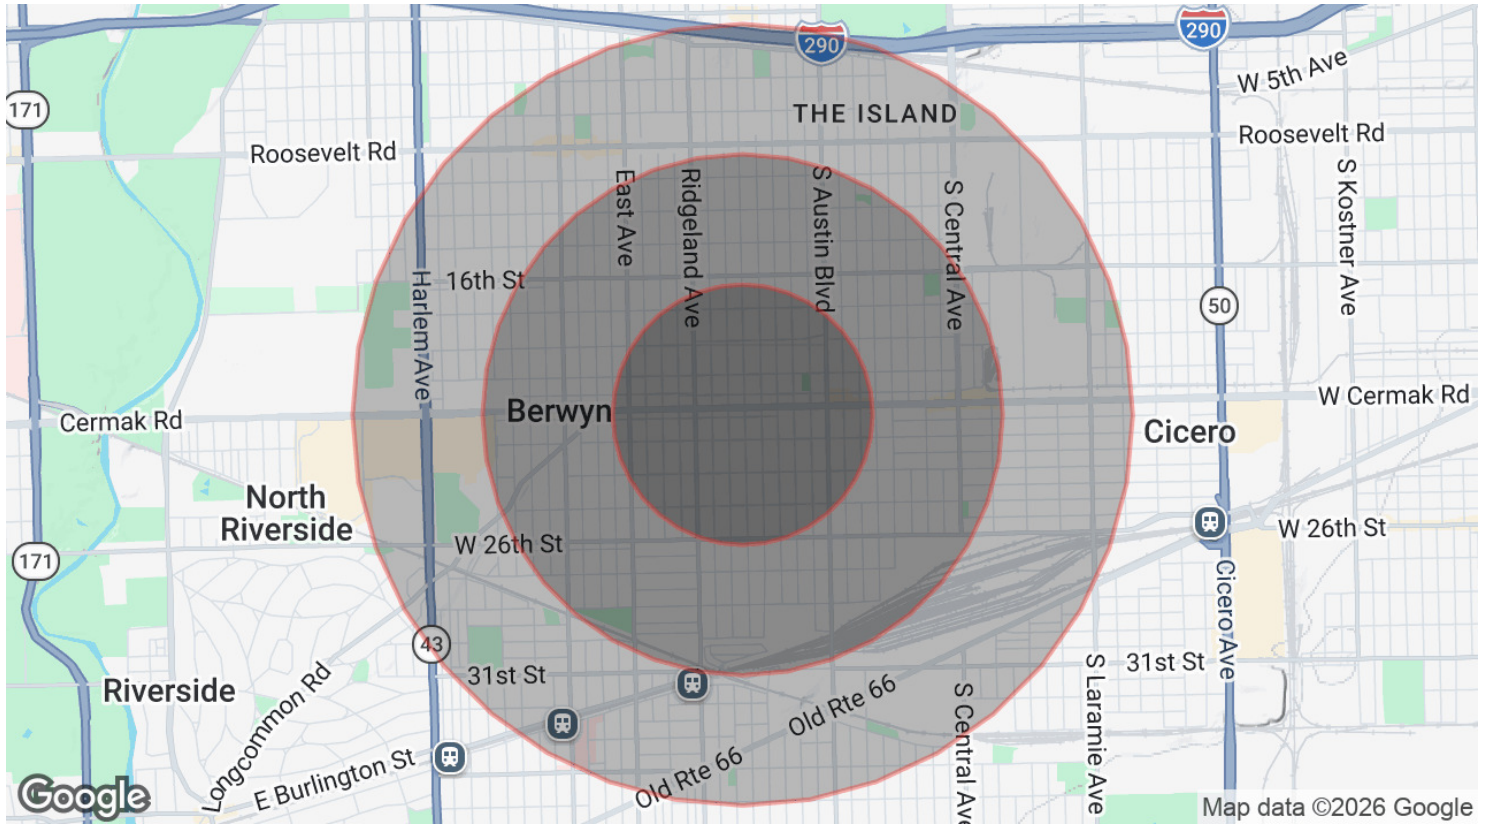 290
290
W 5th Ave
171
THE ISLAND
Roosevelt Rd
Roosevelt Rd
East Ave
Ridgeland Ave
S Austin Blvd
S Central Ave
S Kostner Ave
16th St
Harlem Ave
50
W Cermak Rd
Cermak Rd
Berwyn
Cicero
North
Riverside
W 26th St
W 26th St
171
Cicero Ave
43
31st St
31st St
Riverside
Longcommon Rd
Old Rte 66
S Central Ave
S Laramie Ave
Old Rte 66
E Burlington St
Google
Map data ©2026 Google